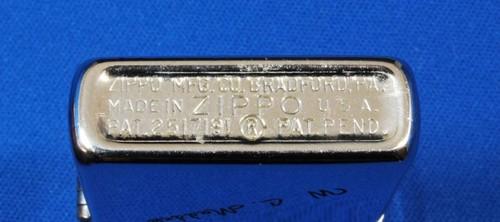 ZIPPO MFG. CO. BRADFORD, PA.
MADE IN ZIPPO U.S.A.
PAT. 2517191 ® PAT. PEND.